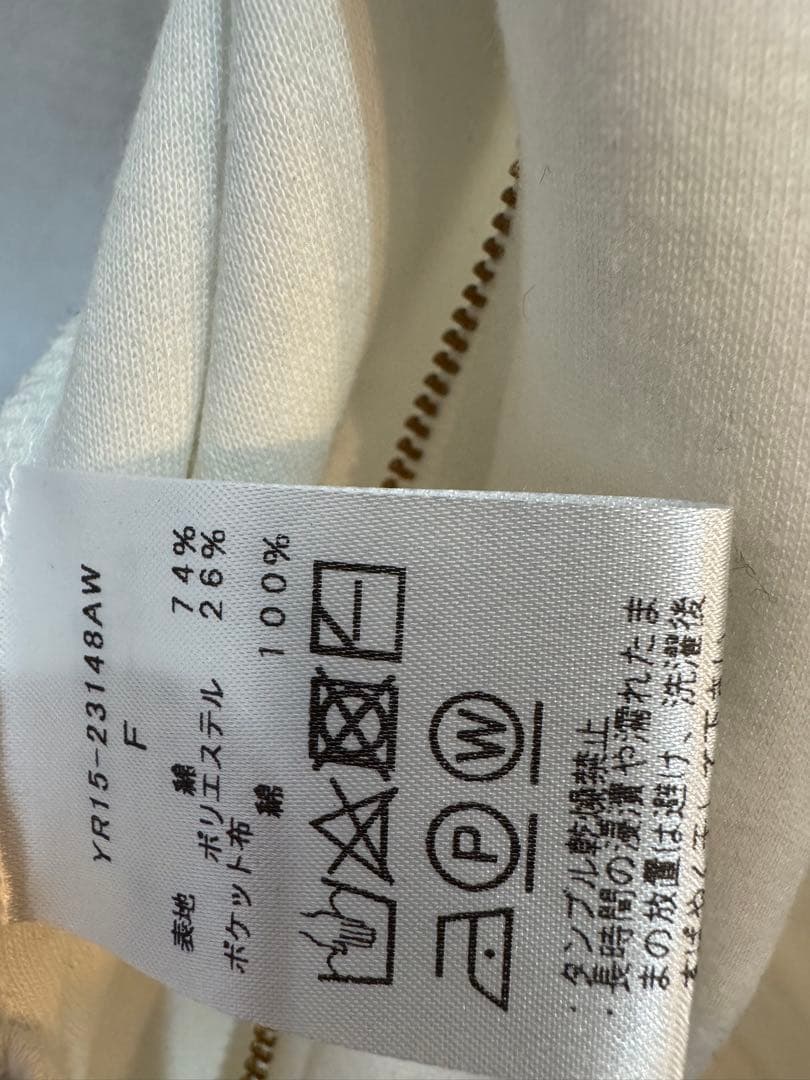 YR15-23148AW
F
表地 綿 74%
ポリエステル 26%
ポケット布
綿 100%
P W
・タンブル乾燥禁止
・長時間の浸漬や濡れたま
まの放置は避け、洗濯後